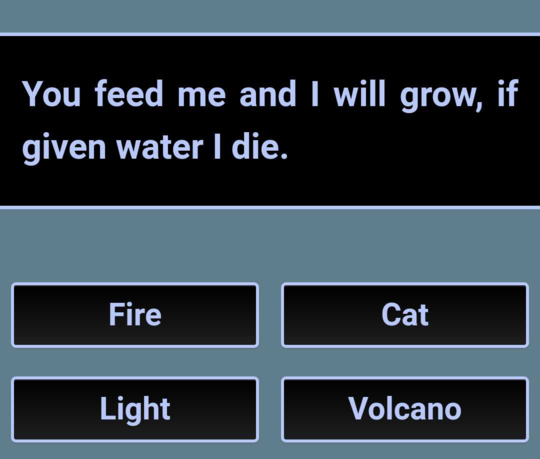 You feed me and I will grow, if
given water I die.
Fire
Cat
Light
Volcano